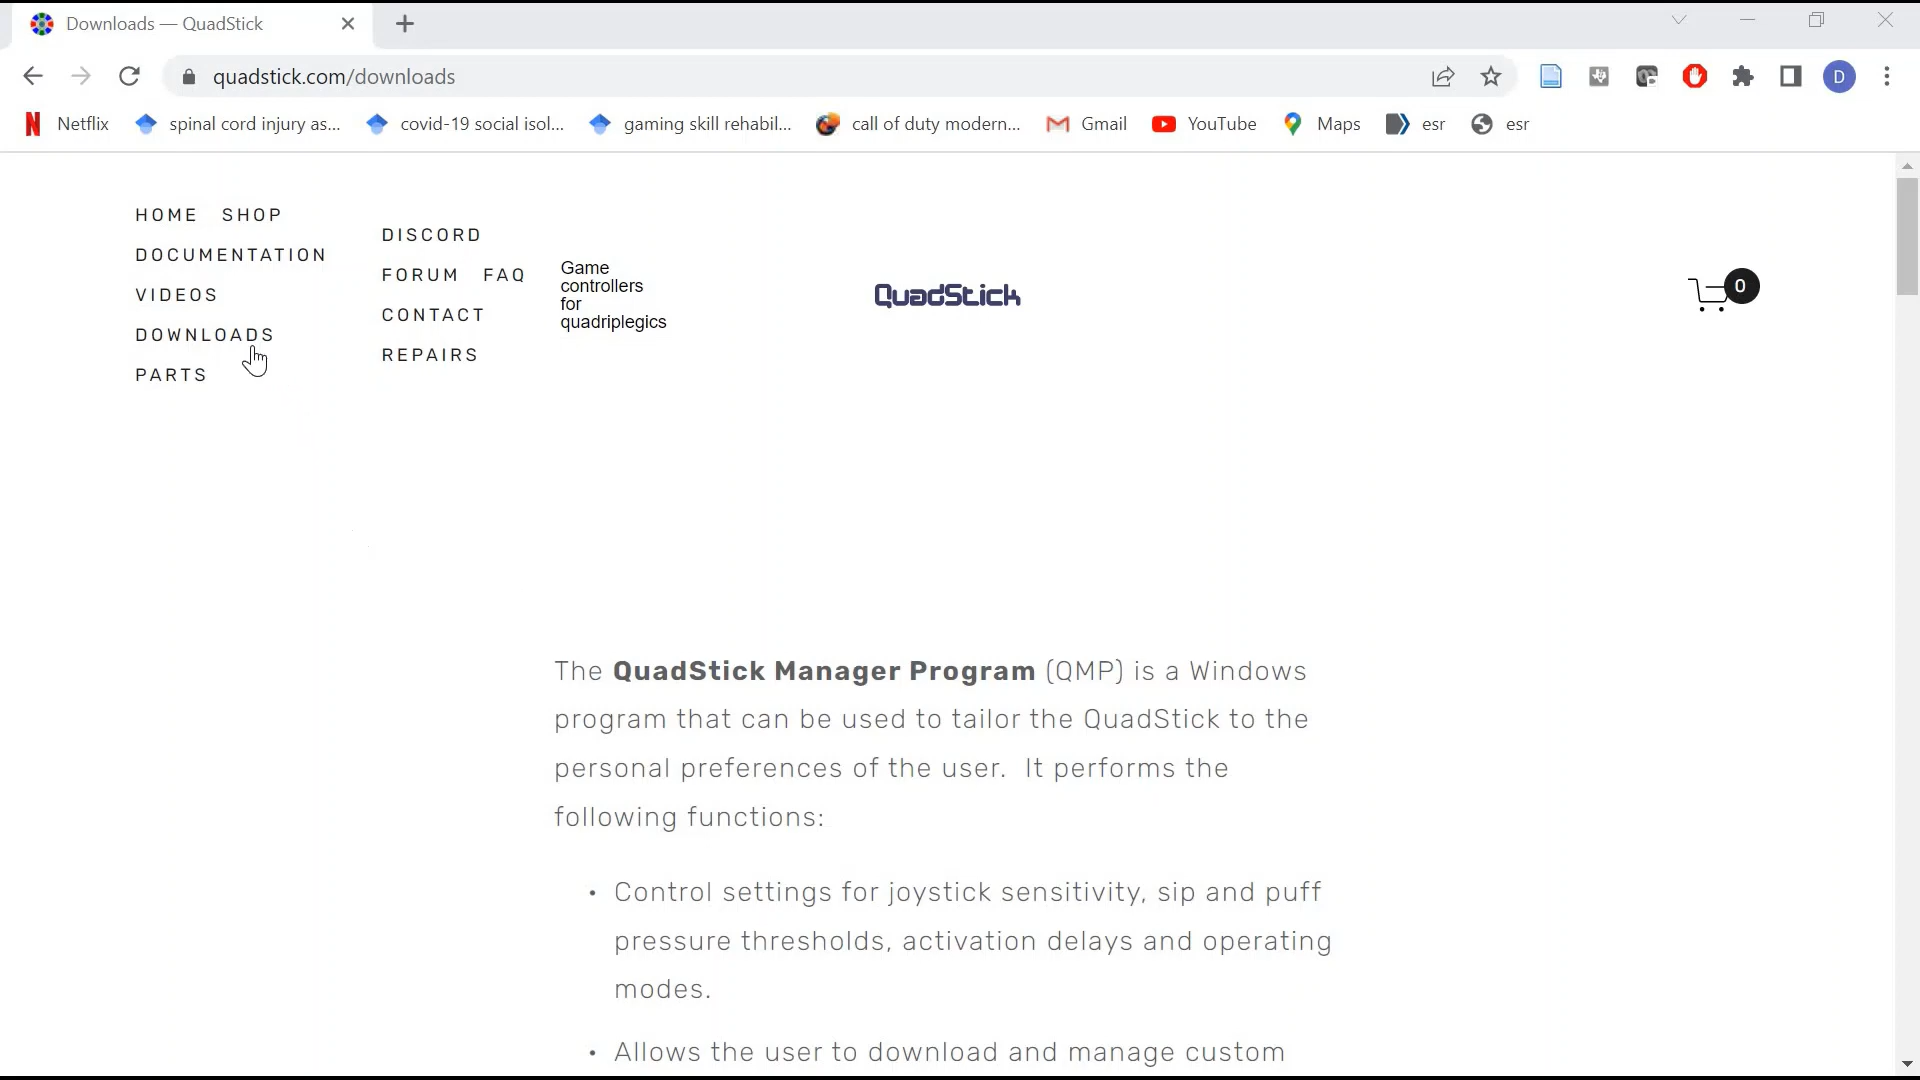 Downloads — QuadStick
quadstick.com/downloads
D
Netflix
spinal cord injury as...
covid-19 social isol...
gaming skill rehabil...
call of duty modern...
Gmail
YouTube
Maps
esr
esr
HOME SHOP
DOCUMENTATION
VIDEOS
DOWNLOADS
PARTS
DISCORD
FORUM FAQ
CONTACT
REPAIRS
Game
controllers
for
quadriplegics
QuadStick
0
The QuadStick Manager Program (QMP) is a Windows
program that can be used to tailor the QuadStick to the
personal preferences of the user. It performs the
following functions:
• Control settings for joystick sensitivity, sip and puff
pressure thresholds, activation delays and operating
modes.
• Allows the user to download and manage custom